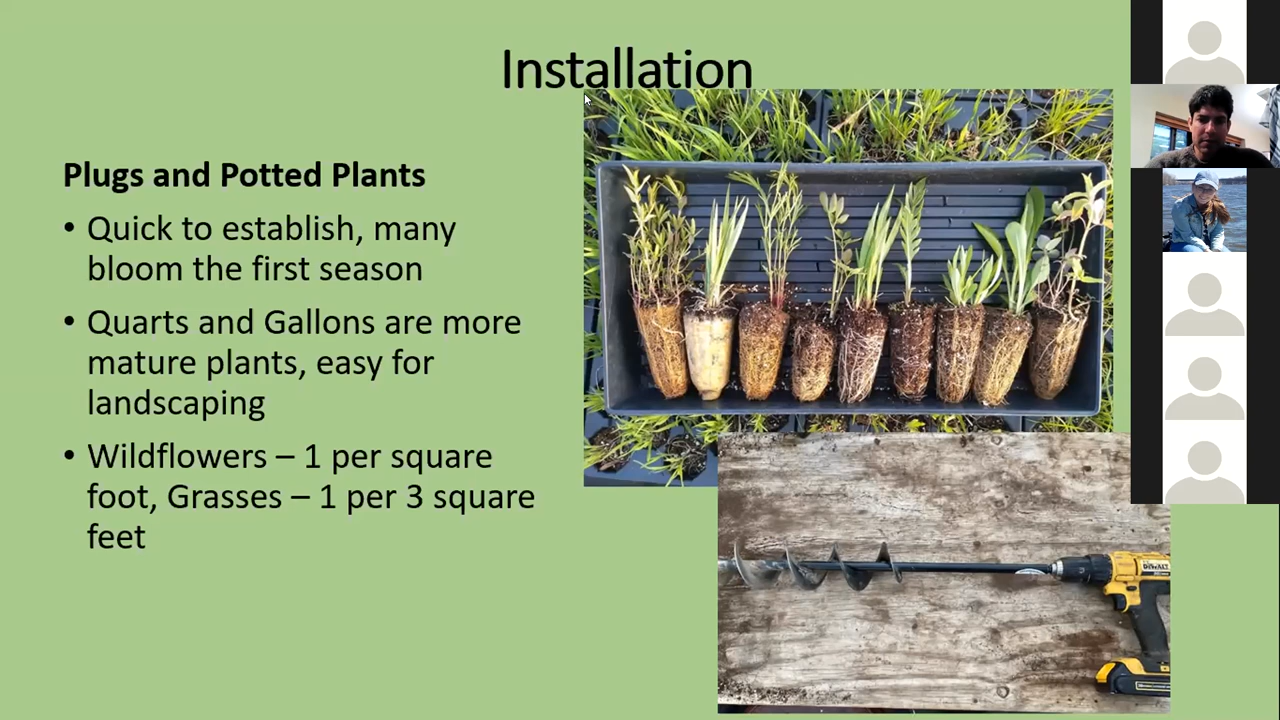 Installation
Plugs and Potted Plants
• Quick to establish, many
bloom the first season
• Quarts and Gallons are more
mature plants, easy for
landscaping
• Wildflowers – 1 per square
foot, Grasses – 1 per 3 square
feet
DEWALT